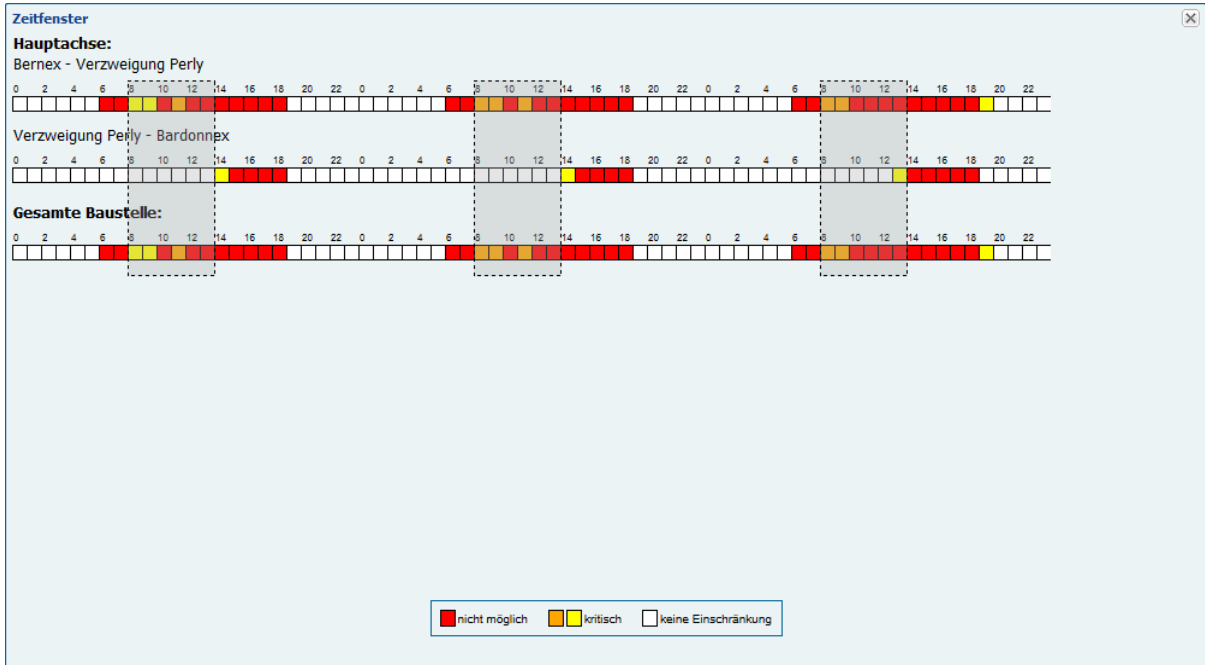 Zeitfenster
Hauptachse:
Bernex - Verzweigung Perly
0 2 4 6 8 10 12 14 16 18 20 22 0 2 4 6 8 10 12 14 16 18 20 22 0 2 4 6 8 10 12 14 16 18 20 22
Verzweigung Perly - Bardonnex
0 2 4 6 8 10 12 14 16 18 20 22 0 2 4 6 8 10 12 14 16 18 20 22 0 2 4 6 8 10 12 14 16 18 20 22
Gesamte Baustelle:
0 2 4 6 8 10 12 14 16 18 20 22 0 2 4 6 8 10 12 14 16 18 20 22 0 2 4 6 8 10 12 14 16 18 20 22
nicht möglich kritisch keine Einschränkung